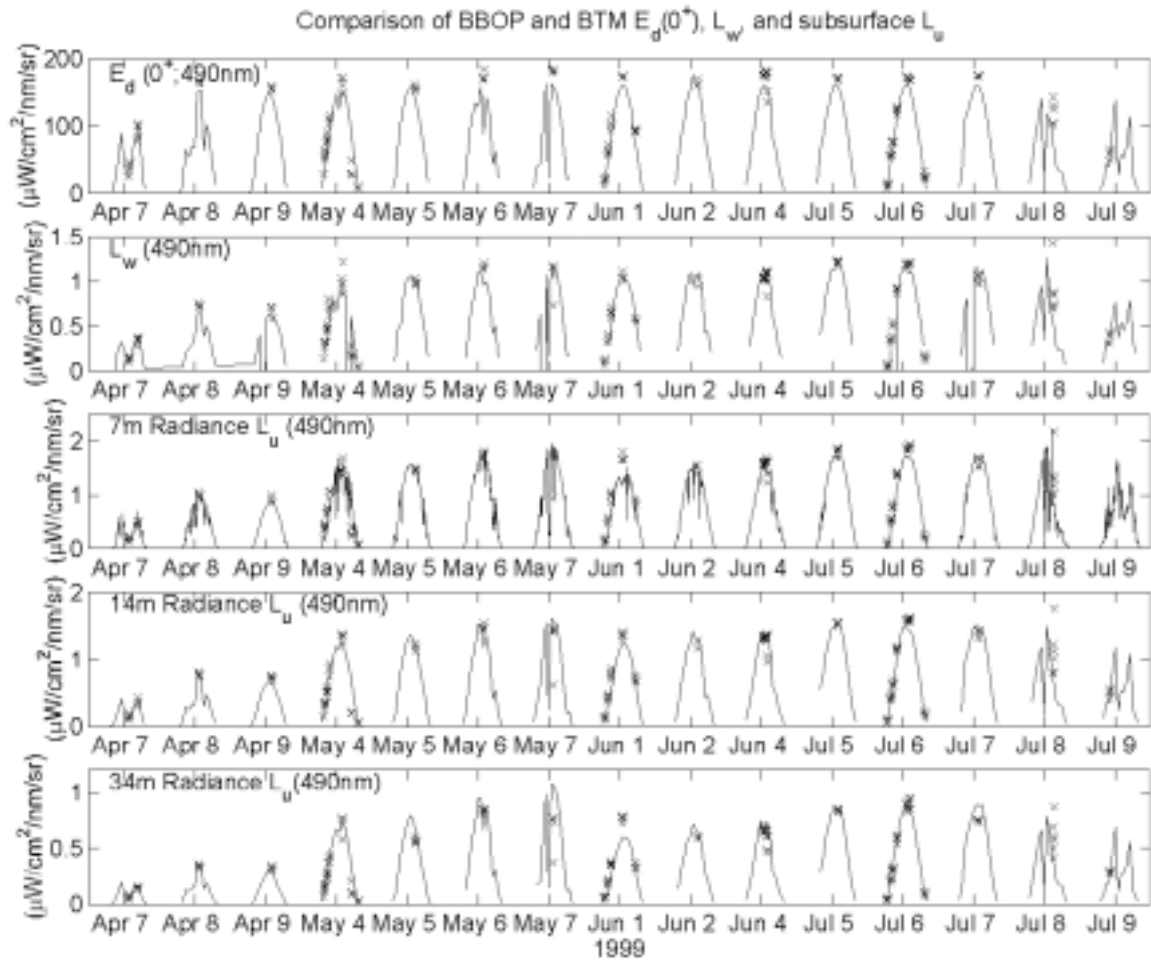 Comparison of BBOP and BTM E_d(0⁺), L_w, and subsurface L_u
E_d (0⁺;490nm)
(μW/cm²/nm/sr)
200
100
0
Apr 7 Apr 8 Apr 9 May 4 May 5 May 6 May 7 Jun 1 Jun 2 Jun 4 Jul 5 Jul 6 Jul 7 Jul 8 Jul 9
L_w (490nm)
(μW/cm²/nm/sr)
1.5
1
0.5
0
Apr 7 Apr 8 Apr 9 May 4 May 5 May 6 May 7 Jun 1 Jun 2 Jun 4 Jul 5 Jul 6 Jul 7 Jul 8 Jul 9
7m Radiance L_u (490nm)
(μW/cm²/nm/sr)
2
1
0
Apr 7 Apr 8 Apr 9 May 4 May 5 May 6 May 7 Jun 1 Jun 2 Jun 4 Jul 5 Jul 6 Jul 7 Jul 8 Jul 9
14m Radiance L_u (490nm)
(μW/cm²/nm/sr)
2
1
0
Apr 7 Apr 8 Apr 9 May 4 May 5 May 6 May 7 Jun 1 Jun 2 Jun 4 Jul 5 Jul 6 Jul 7 Jul 8 Jul 9
34m Radiance L_u(490nm)
(μW/cm²/nm/sr)
1
0.5
0
Apr 7 Apr 8 Apr 9 May 4 May 5 May 6 May 7 Jun 1 Jun 2 Jun 4 Jul 5 Jul 6 Jul 7 Jul 8 Jul 9
1999